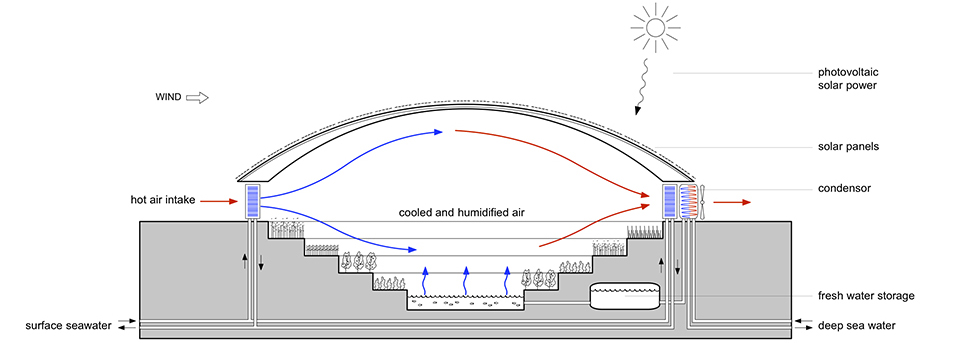 photovoltaic
solar power
WIND
solar panels
condensor
hot air intake
cooled and humidified air
fresh water storage
surface seawater
deep sea water